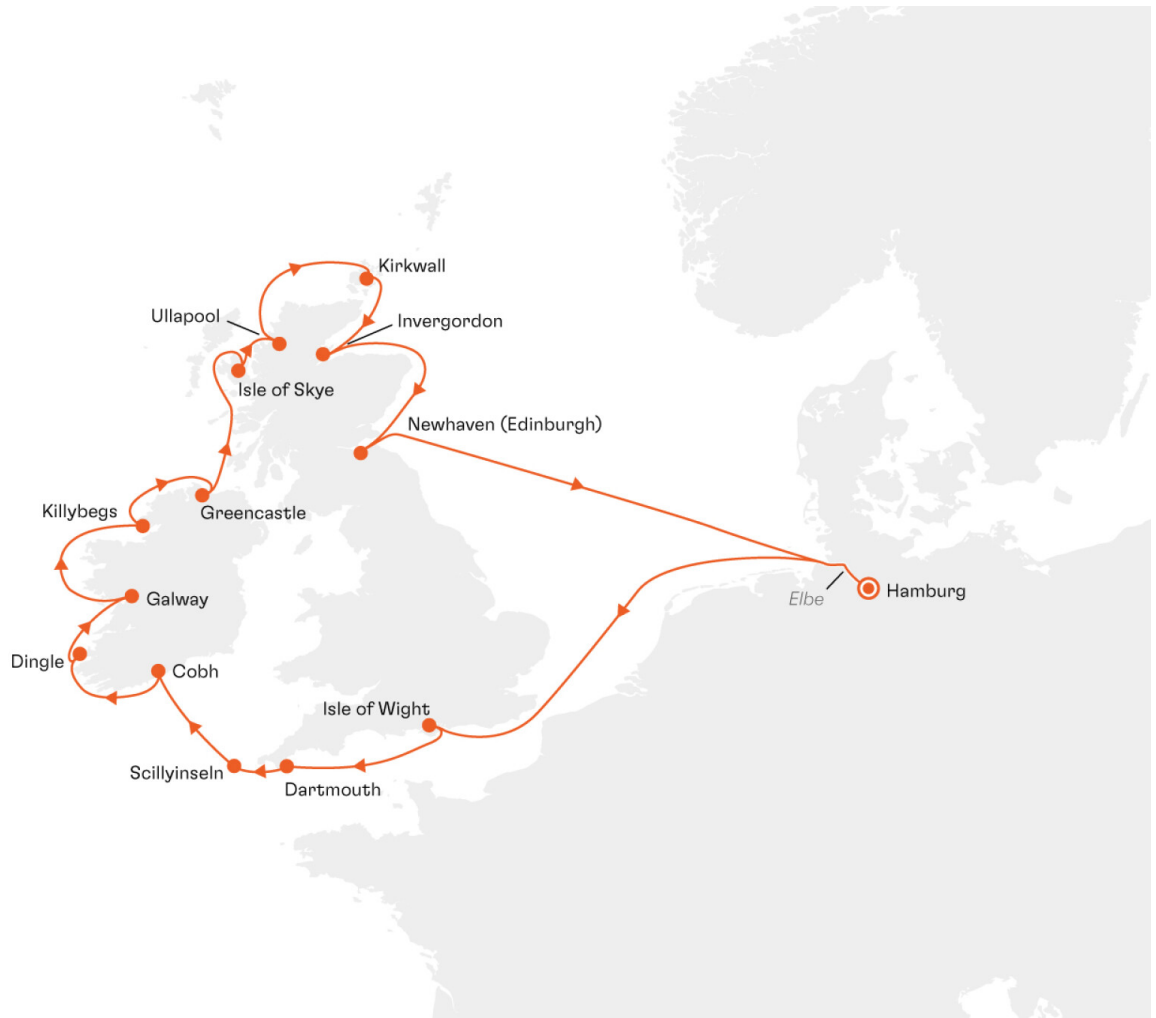 Kirkwall
Ullapool
Invergordon
Isle of Skye
Newhaven (Edinburgh)
Killybegs
Greencastle
Elbe
Hamburg
Galway
Dingle
Cobh
Isle of Wight
Scillyinseln
Dartmouth